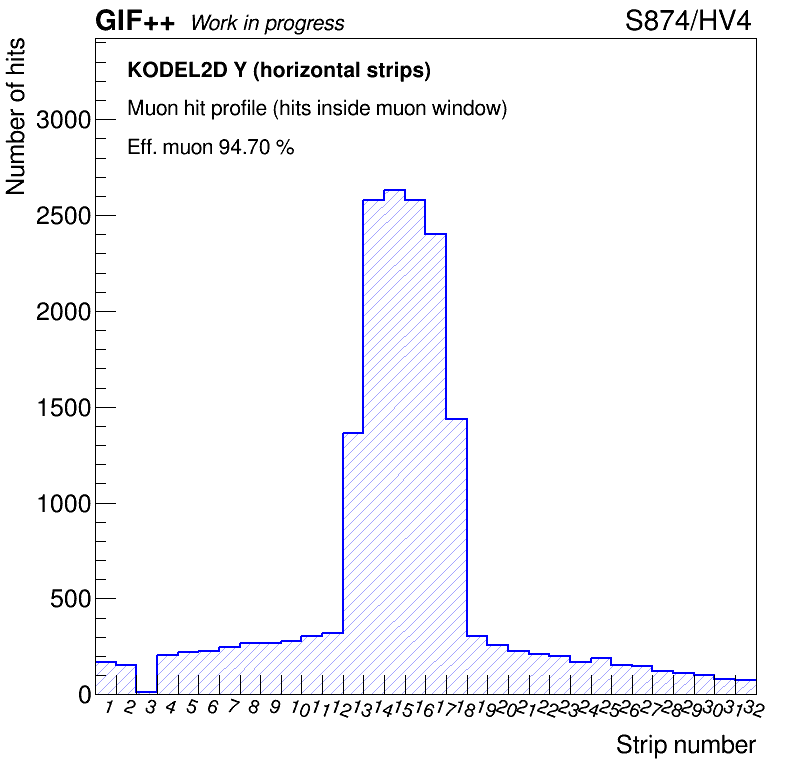 GIF++ Work in progress S874/HV4
Number of hits
KODEL2D Y (horizontal strips)
Muon hit profile (hits inside muon window)
Eff. muon 94.70 %
3000
2500
2000
1500
1000
500
0
1 2 3 4 5 6 7 8 9 10 11 12 13 14 15 16 17 18 19 20 21 22 23 24 25 26 27 28 29 30 31 32
Strip number